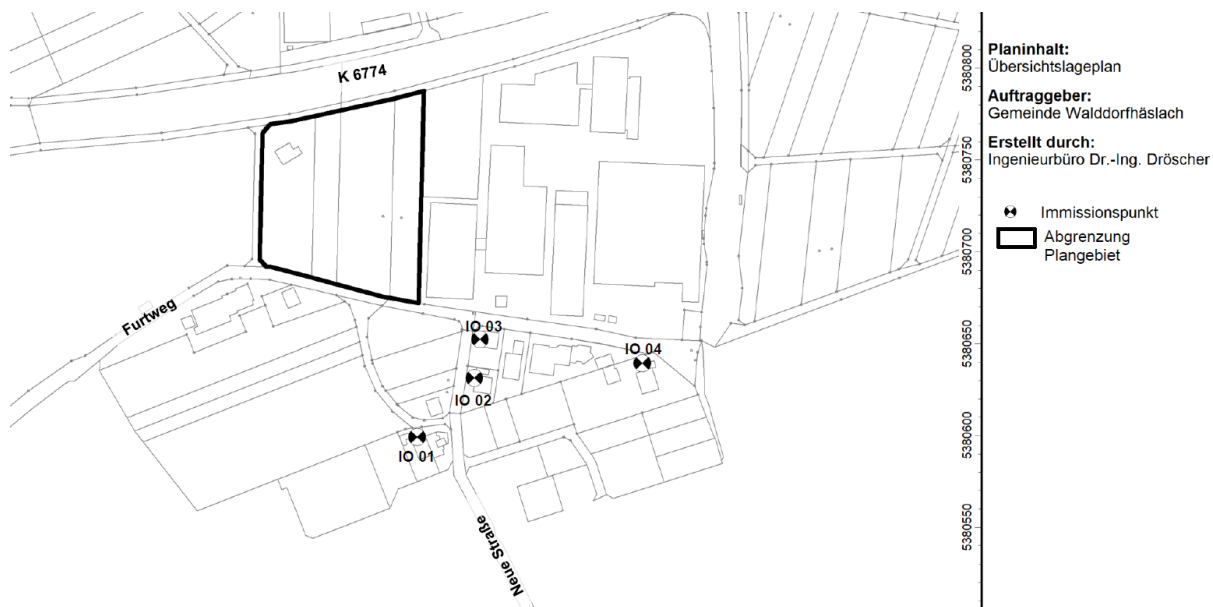 K 6774
Furtweg
IO 03
IO 04
IO 02
IO 01
Neue Straße
5380800
5380750
5380700
5380650
5380600
5380550
Planinhalt:
Übersichtslageplan
Auftraggeber:
Gemeinde Walddorfhäslach
Erstellt durch:
Ingenieurbüro Dr.-Ing. Dröscher
Immissionspunkt
Abgrenzung
Plangebiet